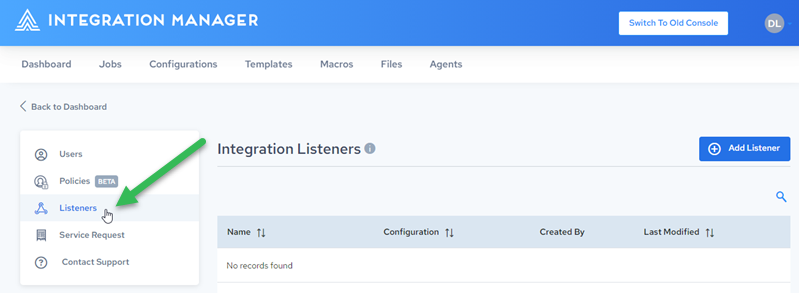 INTEGRATION MANAGER
Switch To Old Console
DL
Dashboard Jobs Configurations Templates Macros Files Agents
Back to Dashboard
Users
Policies BETA
Listeners
Service Request
Contact Support
Integration Listeners i
Add Listener
Name Configuration Created By Last Modified
No records found